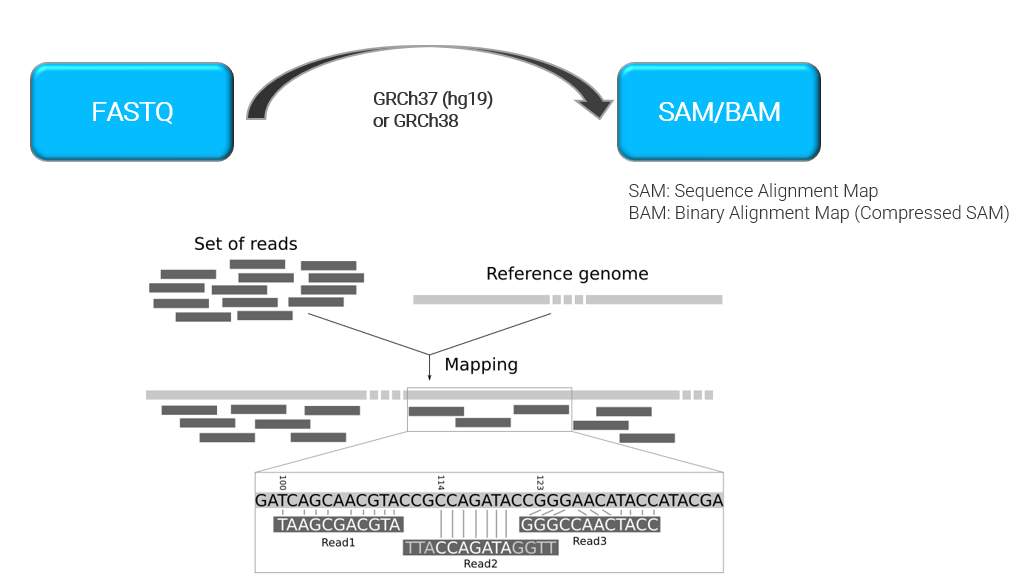 FASTQ
GRCh37 (hg19)
or GRCh38
SAM/BAM
SAM: Sequence Alignment Map
BAM: Binary Alignment Map (Compressed SAM)
Set of reads
Reference genome
Mapping
100
114
123
GATCAGCAACGTACCGCCAGATACCGGGAACATACCATACGA
TAAGCGACGTA
GGGCCAACTACC
Read1
TTACCAGATAGGTT
Read3
Read2